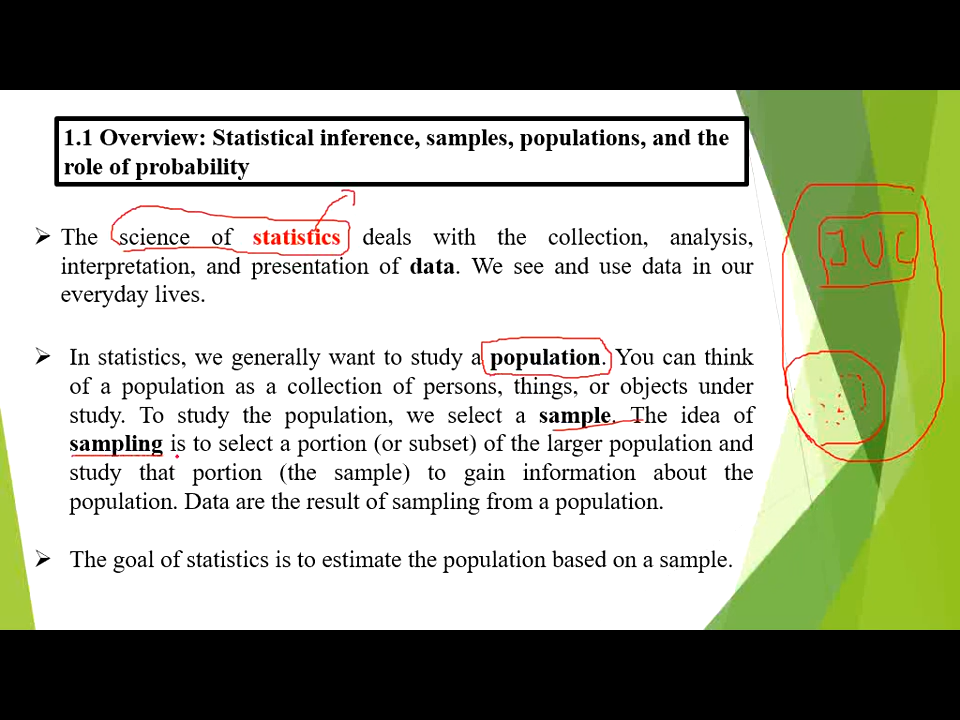 1.1 Overview: Statistical inference, samples, populations, and the
role of probability
➢ The science of statistics deals with the collection, analysis,
interpretation, and presentation of data. We see and use data in our
everyday lives.
JUC
➢ In statistics, we generally want to study a population. You can think
of a population as a collection of persons, things, or objects under
study. To study the population, we select a sample. The idea of
sampling is to select a portion (or subset) of the larger population and
study that portion (the sample) to gain information about the
population. Data are the result of sampling from a population.
➢ The goal of statistics is to estimate the population based on a sample.